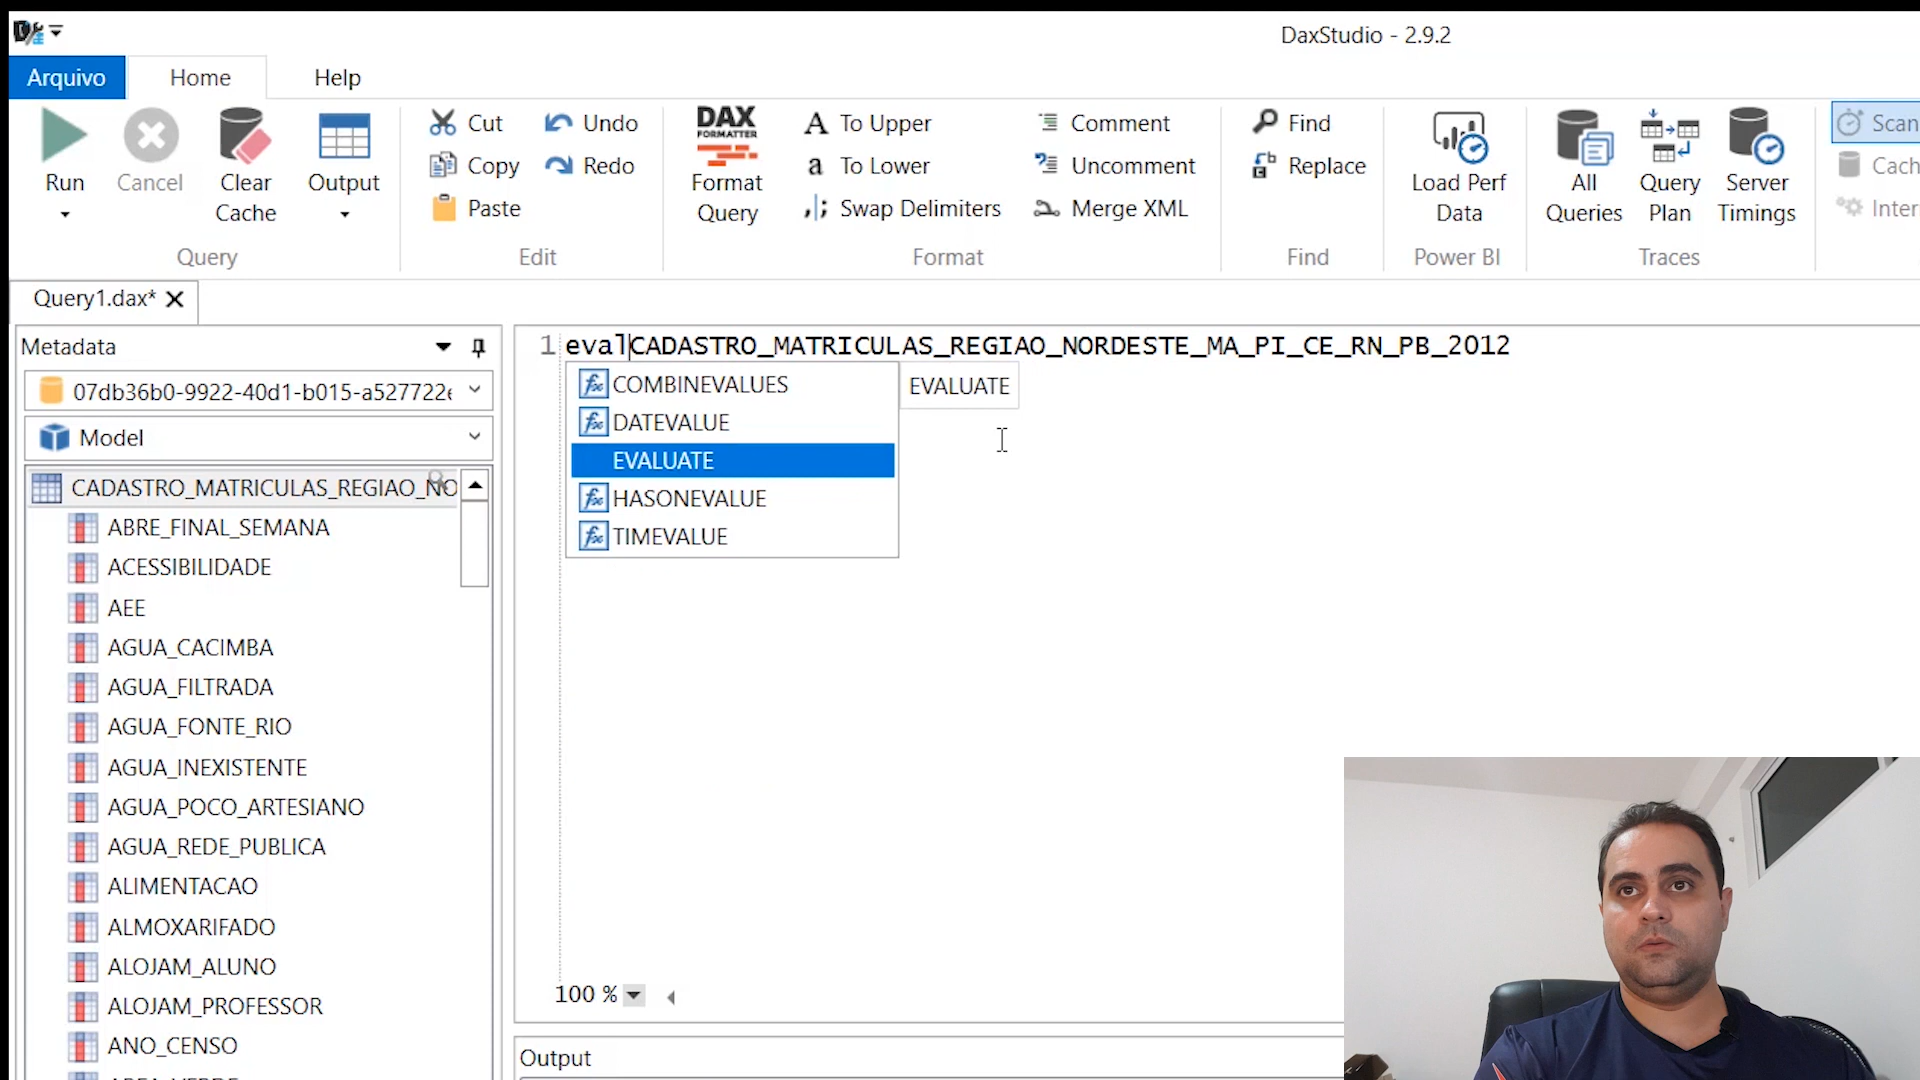 DaxStudio - 2.9.2
Arquivo Home Help
Run
Cancel
Clear Cache
Output
Cut
Copy
Paste
Undo
Redo
DAX FORMATTER
Format Query
A To Upper
a To Lower
Swap Delimiters
Comment
Uncomment
Merge XML
Find
Replace
Load Perf Data
All Queries
Query Plan
Server Timings
Scan
Cach
Inter
Query Edit Format Find Power BI Traces
Query1.dax*
Metadata
07db36b0-9922-40d1-b015-a527722e
Model
CADASTRO_MATRICULAS_REGIAO_NO
ABRE_FINAL_SEMANA
ACESSIBILIDADE
AEE
AGUA_CACIMBA
AGUA_FILTRADA
AGUA_FONTE_RIO
AGUA_INEXISTENTE
AGUA_POCO_ARTESIANO
AGUA_REDE_PUBLICA
ALIMENTACAO
ALMOXARIFADO
ALOJAM_ALUNO
ALOJAM_PROFESSOR
ANO_CENSO
1 evalCADASTRO_MATRICULAS_REGIAO_NORDESTE_MA_PI_CE_RN_PB_2012
COMBINEVALUES
DATEVALUE
EVALUATE
HASONEVALUE
TIMEVALUE
EVALUATE
100 %
Output